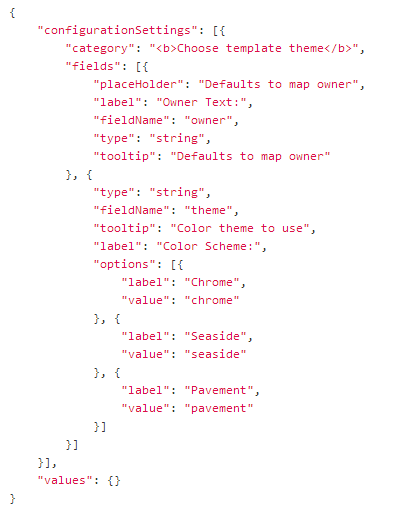 {
    "configurationSettings": [{
        "category": "<b>Choose template theme</b>",
        "fields": [{
            "placeHolder": "Defaults to map owner",
            "label": "Owner Text:",
            "fieldName": "owner",
            "type": "string",
            "tooltip": "Defaults to map owner"
        }, {
            "type": "string",
            "fieldName": "theme",
            "tooltip": "Color theme to use",
            "label": "Color Scheme:",
            "options": [{
                "label": "Chrome",
                "value": "chrome"
            }, {
                "label": "Seaside",
                "value": "seaside"
            }, {
                "label": "Pavement",
                "value": "pavement"
            }]
        }]
    }],
    "values": {}
}